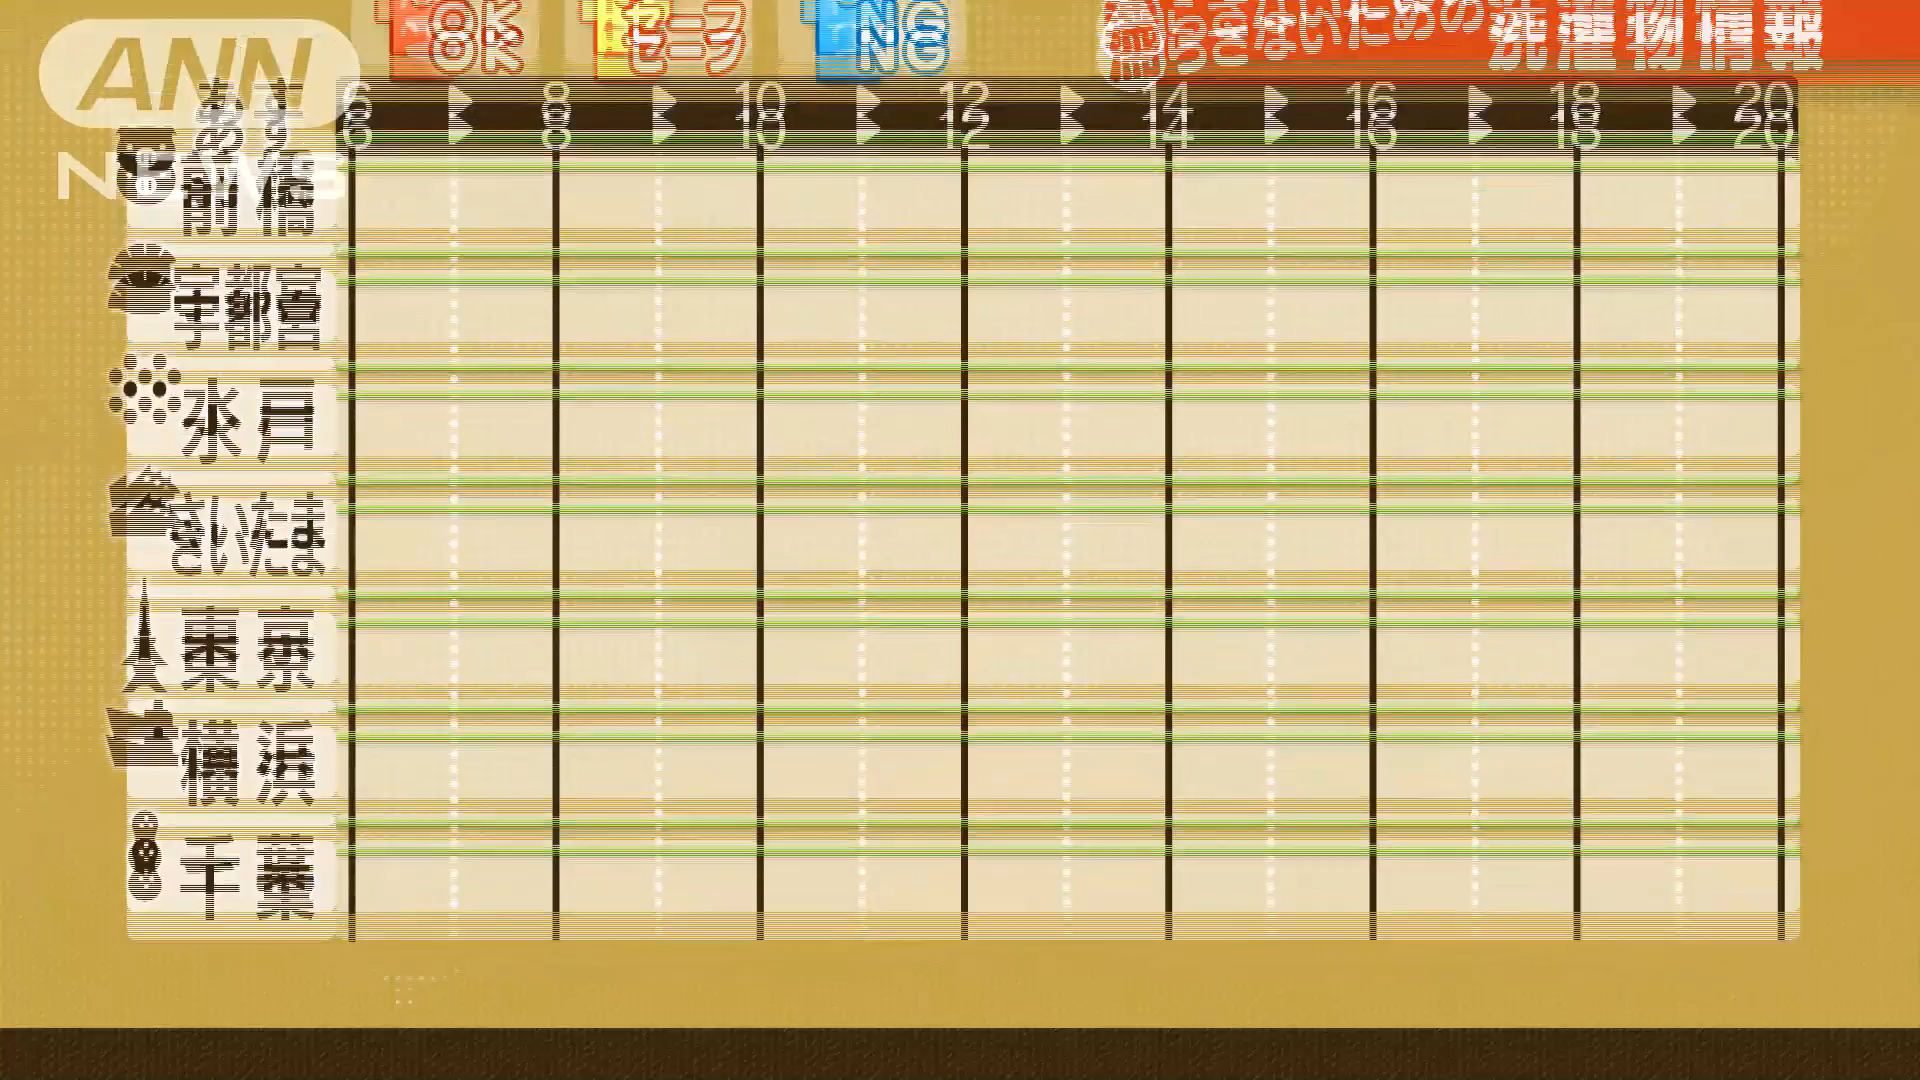 ANN
NEWS
OK
セーフ
NG
濡らさないための洗濯物情報
あす 6 8 10 12 14 16 18 20
前橋
宇都宮
水戸
さいたま
東京
横浜
千葉